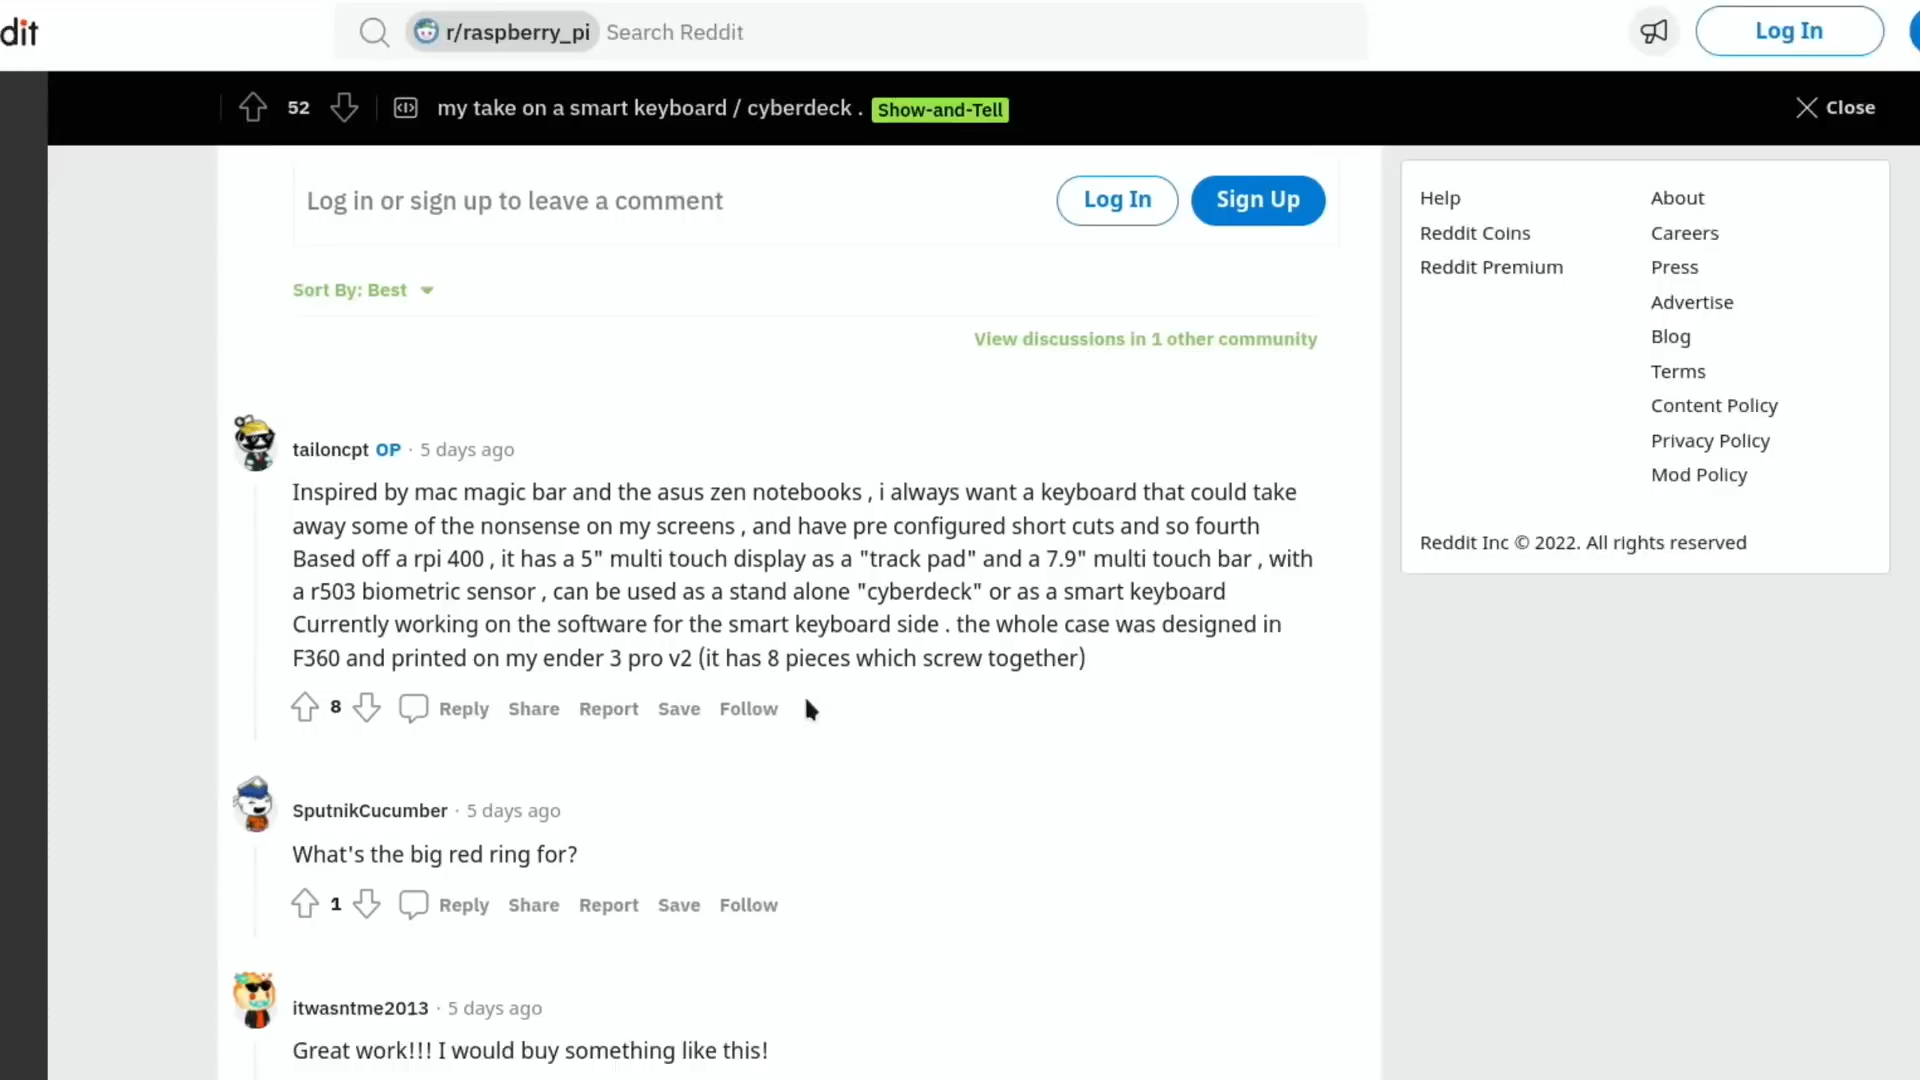 dit
r/raspberry_pi Search Reddit
Log In
52 my take on a smart keyboard / cyberdeck . Show-and-Tell
Close
Log in or sign up to leave a comment
Log In
Sign Up
Sort By: Best
View discussions in 1 other community
tailoncpt OP · 5 days ago
Inspired by mac magic bar and the asus zen notebooks , i always want a keyboard that could take
away some of the nonsense on my screens , and have pre configured short cuts and so fourth
Based off a rpi 400 , it has a 5" multi touch display as a "track pad" and a 7.9" multi touch bar , with
a r503 biometric sensor , can be used as a stand alone "cyberdeck" or as a smart keyboard
Currently working on the software for the smart keyboard side . the whole case was designed in
F360 and printed on my ender 3 pro v2 (it has 8 pieces which screw together)
8 Reply Share Report Save Follow
SputnikCucumber · 5 days ago
What's the big red ring for?
1 Reply Share Report Save Follow
itwasntme2013 · 5 days ago
Great work!!! I would buy something like this!
Help
Reddit Coins
Reddit Premium
About
Careers
Press
Advertise
Blog
Terms
Content Policy
Privacy Policy
Mod Policy
Reddit Inc © 2022. All rights reserved